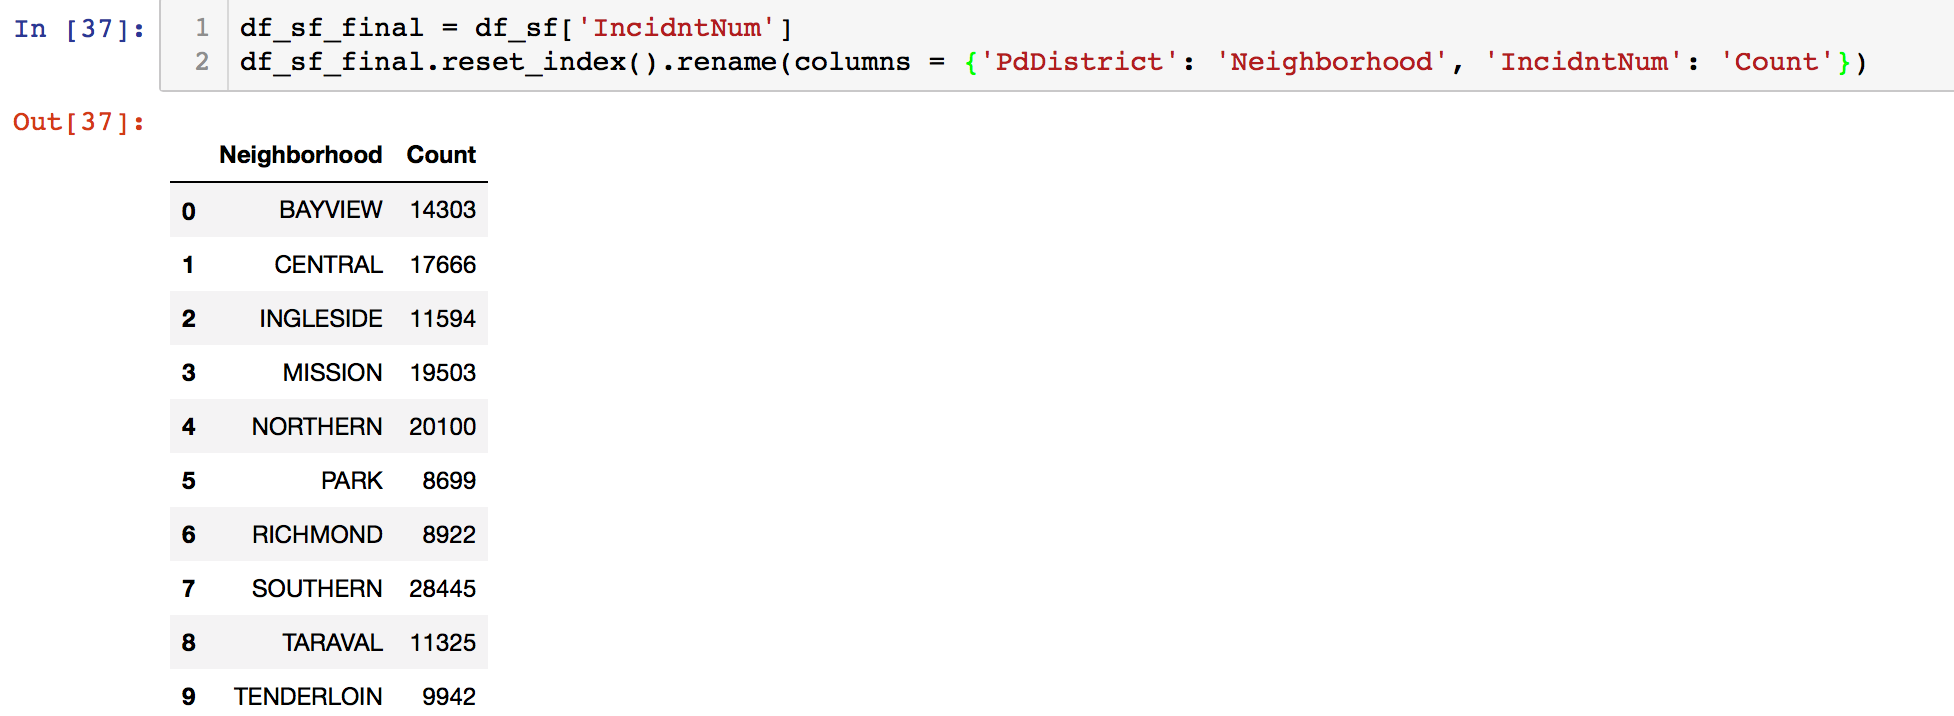 In [37]: 1 df_sf_final = df_sf['IncidntNum']
2 df_sf_final.reset_index().rename(columns = {'PdDistrict': 'Neighborhood', 'IncidntNum': 'Count'})
Out[37]:
Neighborhood Count
0 BAYVIEW 14303
1 CENTRAL 17666
2 INGLESIDE 11594
3 MISSION 19503
4 NORTHERN 20100
5 PARK 8699
6 RICHMOND 8922
7 SOUTHERN 28445
8 TARAVAL 11325
9 TENDERLOIN 9942